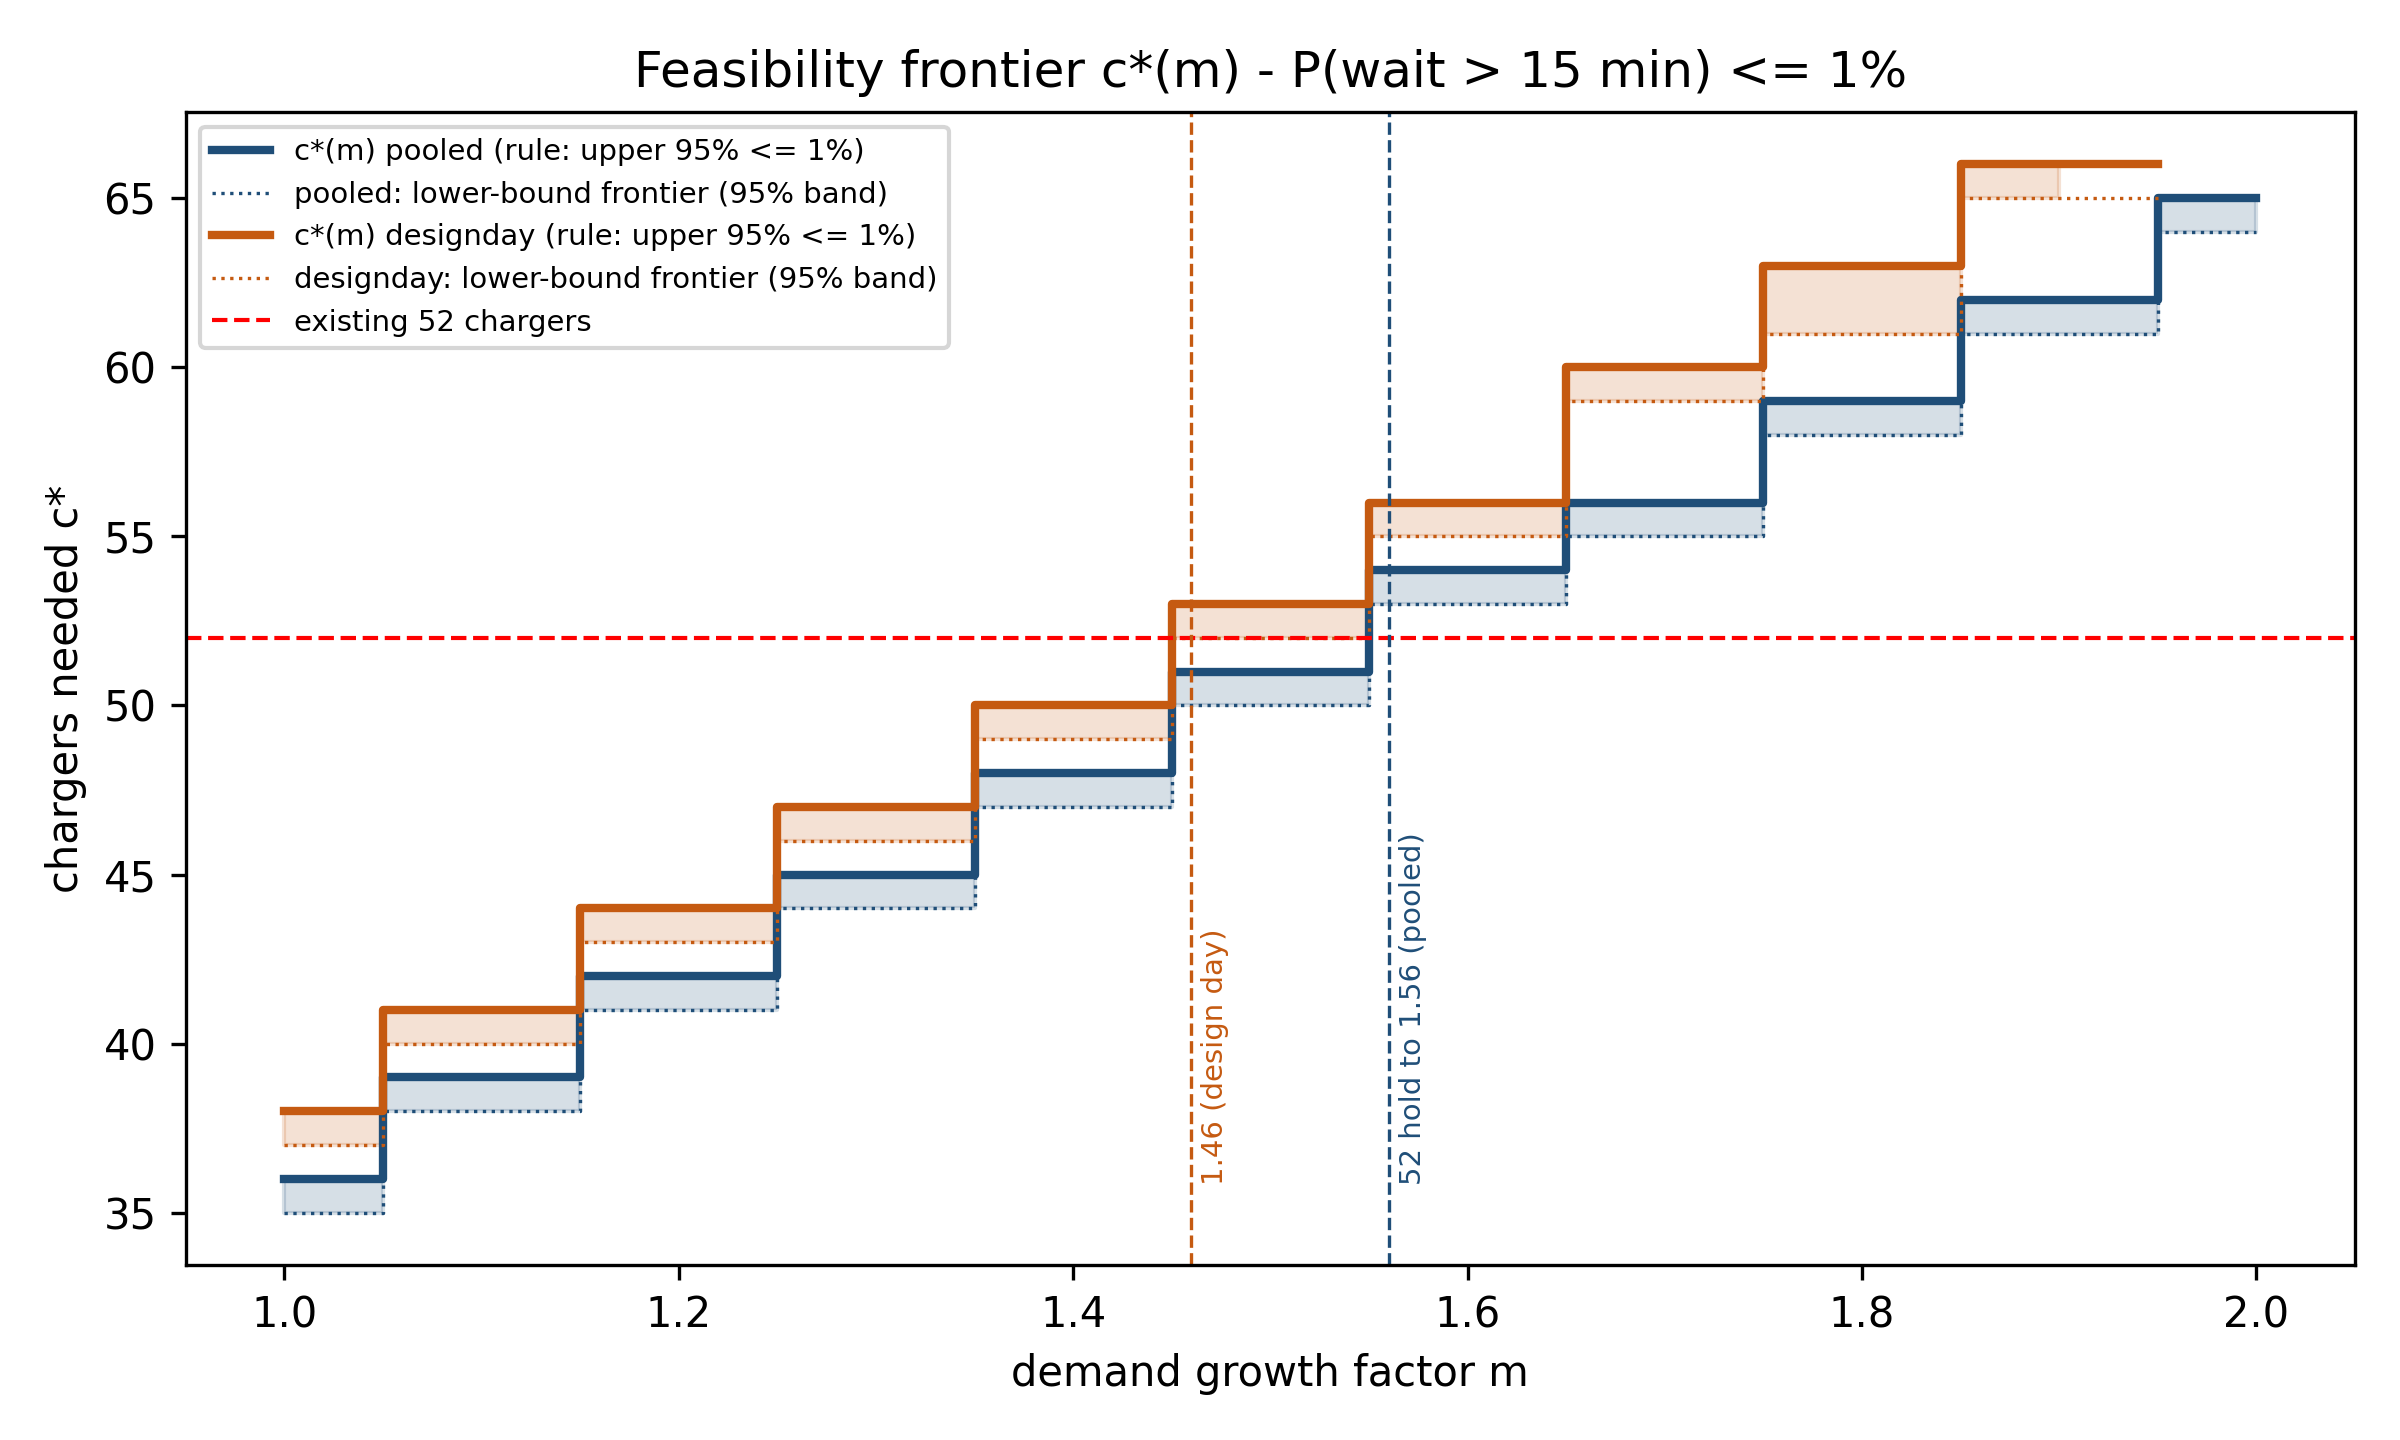 Feasibility frontier c*(m) - P(wait > 15 min) <= 1%
c*(m) pooled (rule: upper 95% <= 1%)
pooled: lower-bound frontier (95% band)
c*(m) designday (rule: upper 95% <= 1%)
designday: lower-bound frontier (95% band)
existing 52 chargers
chargers needed c*
65
60
55
50
45
40
35
1.46 (design day)
52 hold to 1.56 (pooled)
1.0
1.2
1.4
1.6
1.8
2.0
demand growth factor m